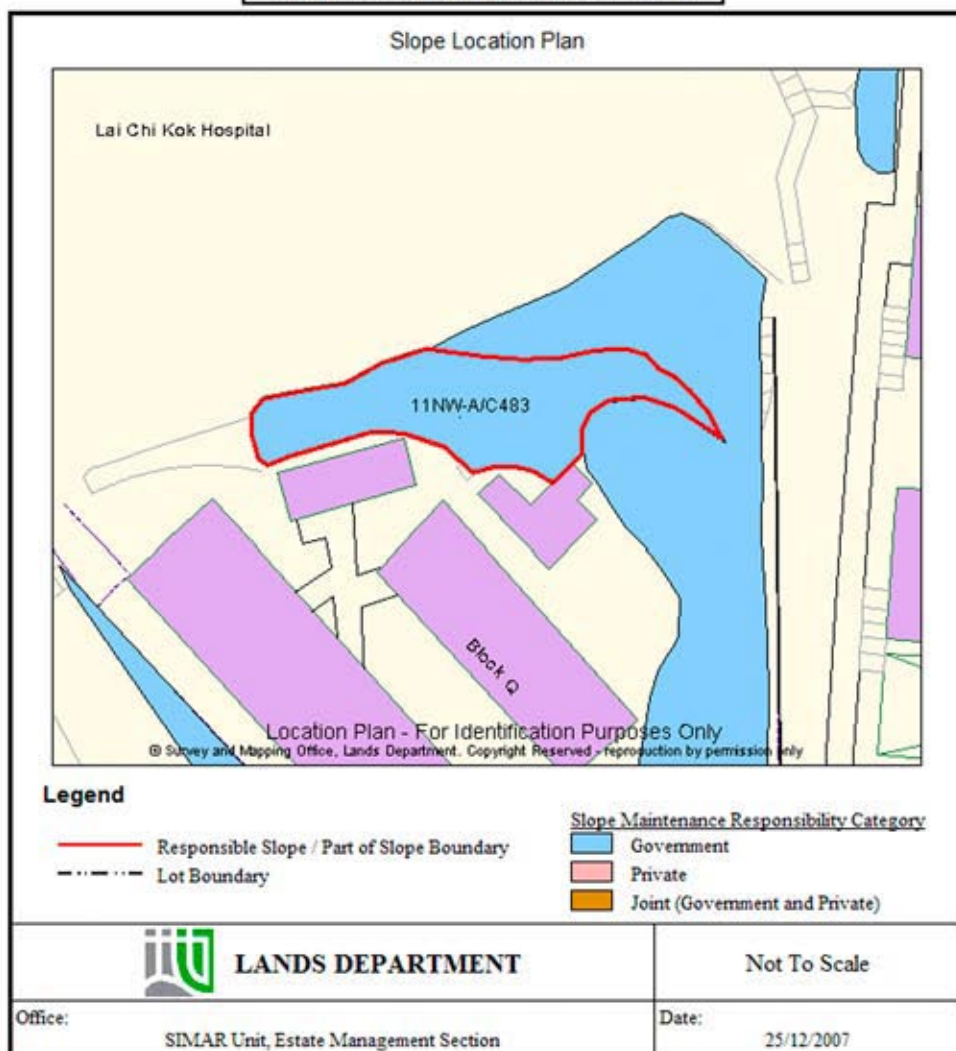 Slope Location Plan
Lai Chi Kok Hospital
11NW-A/C483
Block Q
Location Plan - For Identification Purposes Only
© Survey and Mapping Office, Lands Department. Copyright Reserved - reproduction by permission only
Legend
Responsible Slope / Part of Slope Boundary
Lot Boundary
Slope Maintenance Responsibility Category
Government
Private
Joint (Government and Private)
LANDS DEPARTMENT
Not To Scale
Office:
SIMAR Unit, Estate Management Section
Date:
25/12/2007